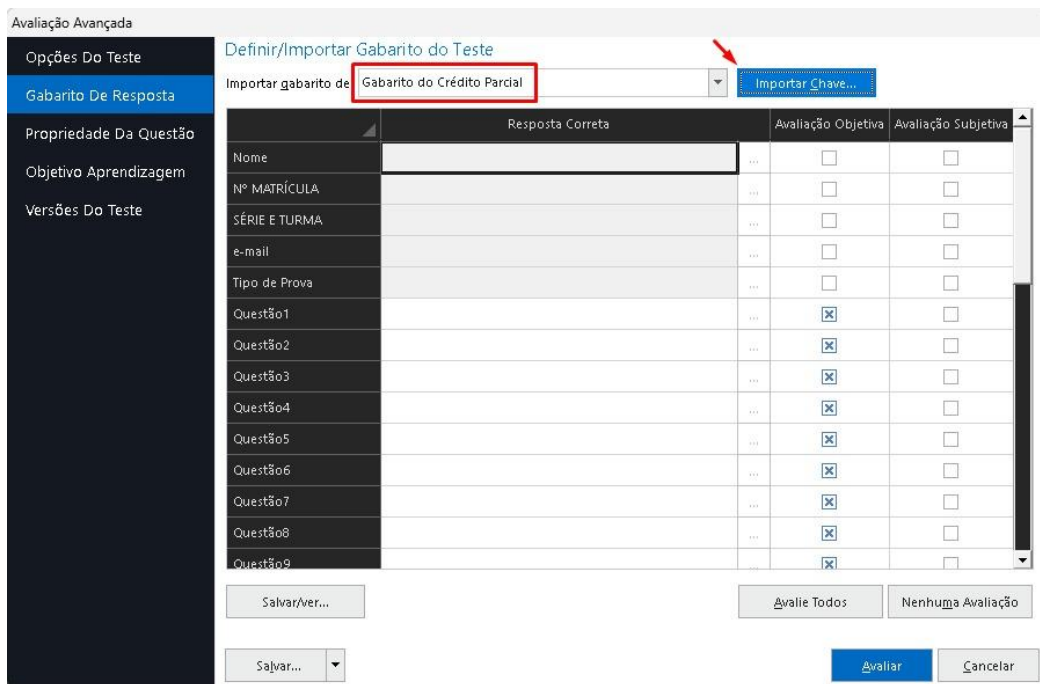 Avaliação Avançada
Opções Do Teste
Gabarito De Resposta
Propriedade Da Questão
Objetivo Aprendizagem
Versões Do Teste
Definir/Importar Gabarito do Teste
Importar gabarito de Gabarito do Crédito Parcial Importar Chave...
Resposta Correta Avaliação Objetiva Avaliação Subjetiva
Nome ...
Nº MATRÍCULA ...
SÉRIE E TURMA ...
e-mail ...
Tipo de Prova ...
Questão1 ...
Questão2 ...
Questão3 ...
Questão4 ...
Questão5 ...
Questão6 ...
Questão7 ...
Questão8 ...
Questão9 ...
Salvar/ver... Avalie Todos Nenhuma Avaliação
Salvar... Avaliar Cancelar